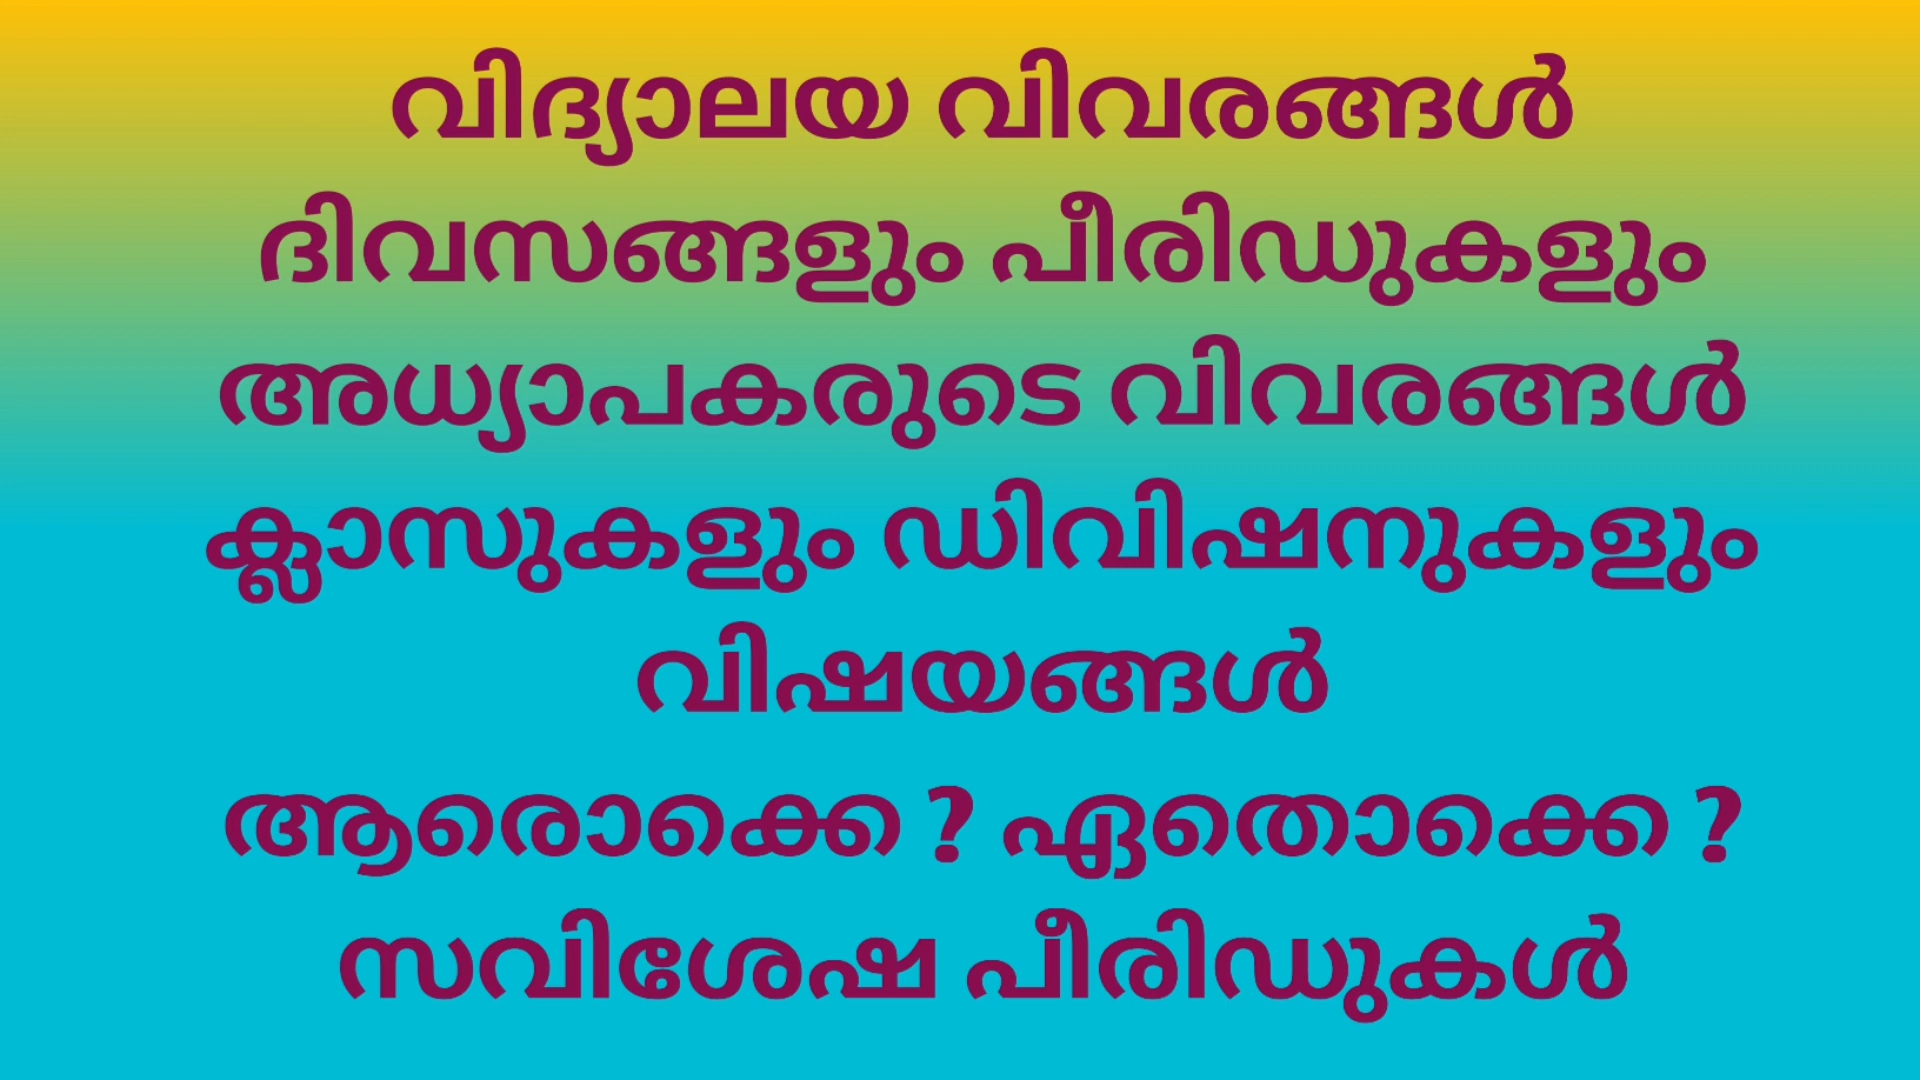 വിദ്യാലയ വിവരങ്ങൾ
ദിവസങ്ങളും പീരിഡുകളും
അധ്യാപകരുടെ വിവരങ്ങൾ
ക്ലാസുകളും ഡിവിഷനുകളും
വിഷയങ്ങൾ
ആരൊക്കെ ? ഏതൊക്കെ ?
സവിശേഷ പീരിഡുകൾ